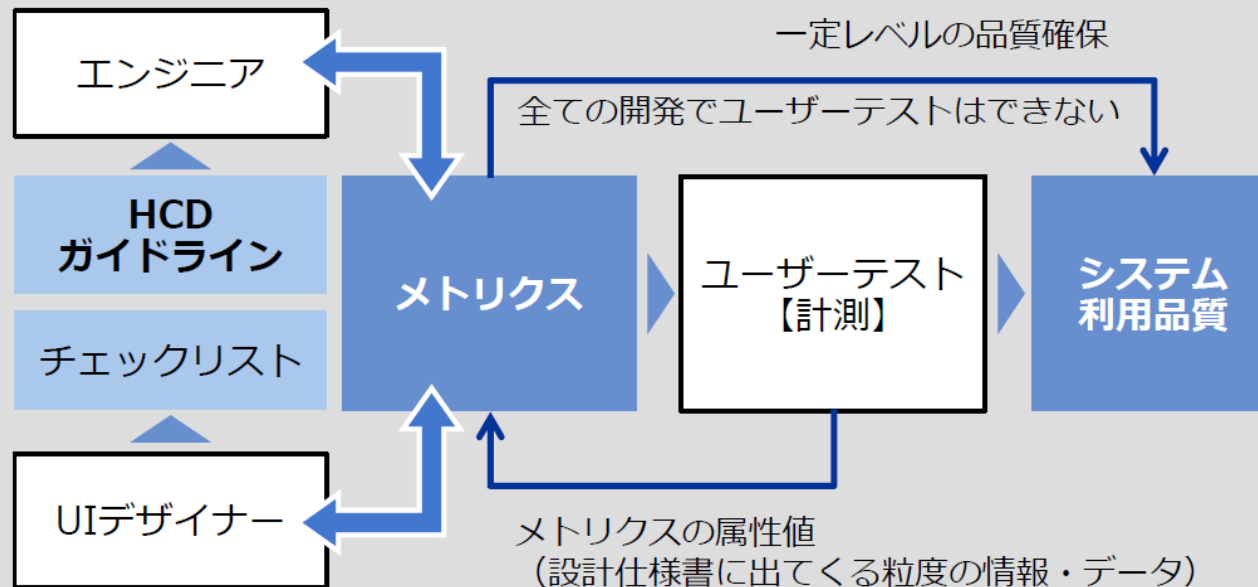 エンジニア
一定レベルの品質確保
全ての開発でユーザーテストはできない
HCD
ガイドライン
チェックリスト
メトリクス
ユーザーテスト
【計測】
システム
利用品質
UIデザイナー
メトリクスの属性値
（設計仕様書に出てくる粒度の情報・データ）